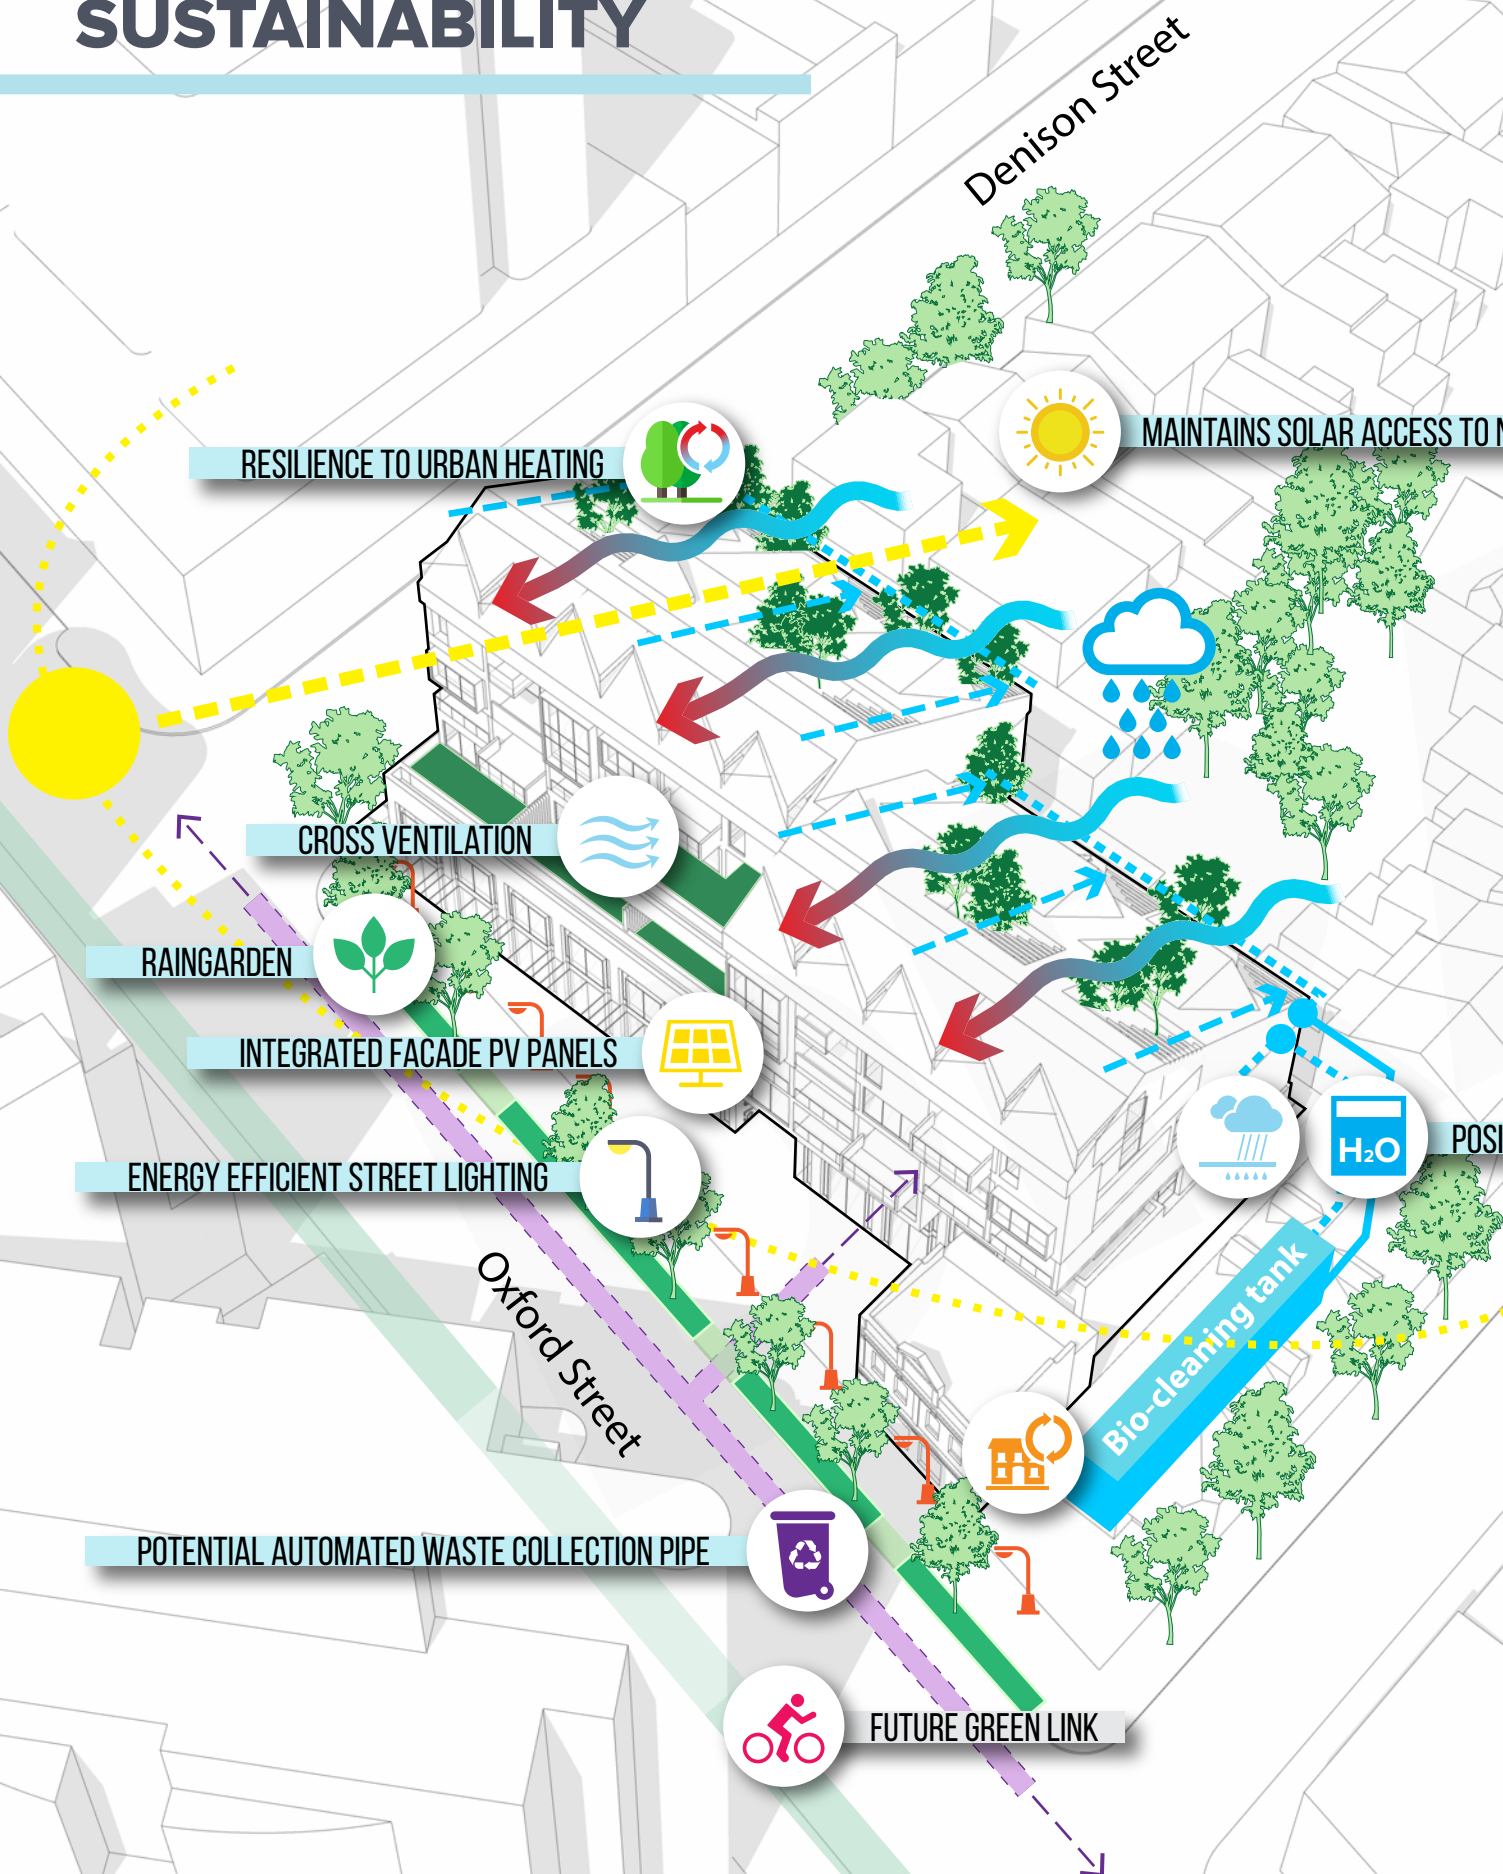 SUSTAINABILITY
Denison Street
MAINTAINS SOLAR ACCESS TO
RESILIENCE TO URBAN HEATING
CROSS VENTILATION
RAINGARDEN
INTEGRATED FACADE PV PANELS
H₂O
ENERGY EFFICIENT STREET LIGHTING
Oxford Street
Bio-cleaning tank
POTENTIAL AUTOMATED WASTE COLLECTION PIPE
FUTURE GREEN LINK